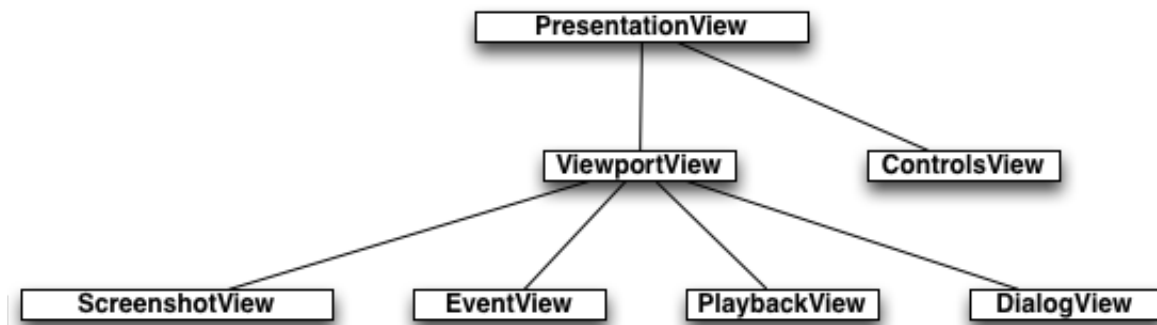 PresentationView
ViewportView
ControlsView
ScreenshotView
EventView
PlaybackView
DialogView